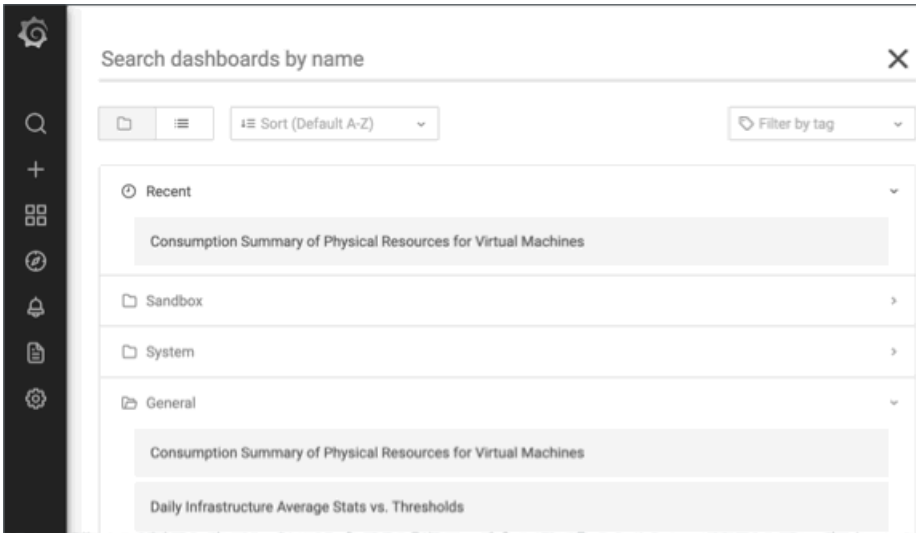 Search dashboards by name
Sort (Default A-Z)
Filter by tag
Recent
Consumption Summary of Physical Resources for Virtual Machines
Sandbox
System
General
Consumption Summary of Physical Resources for Virtual Machines
Daily Infrastructure Average Stats vs. Thresholds